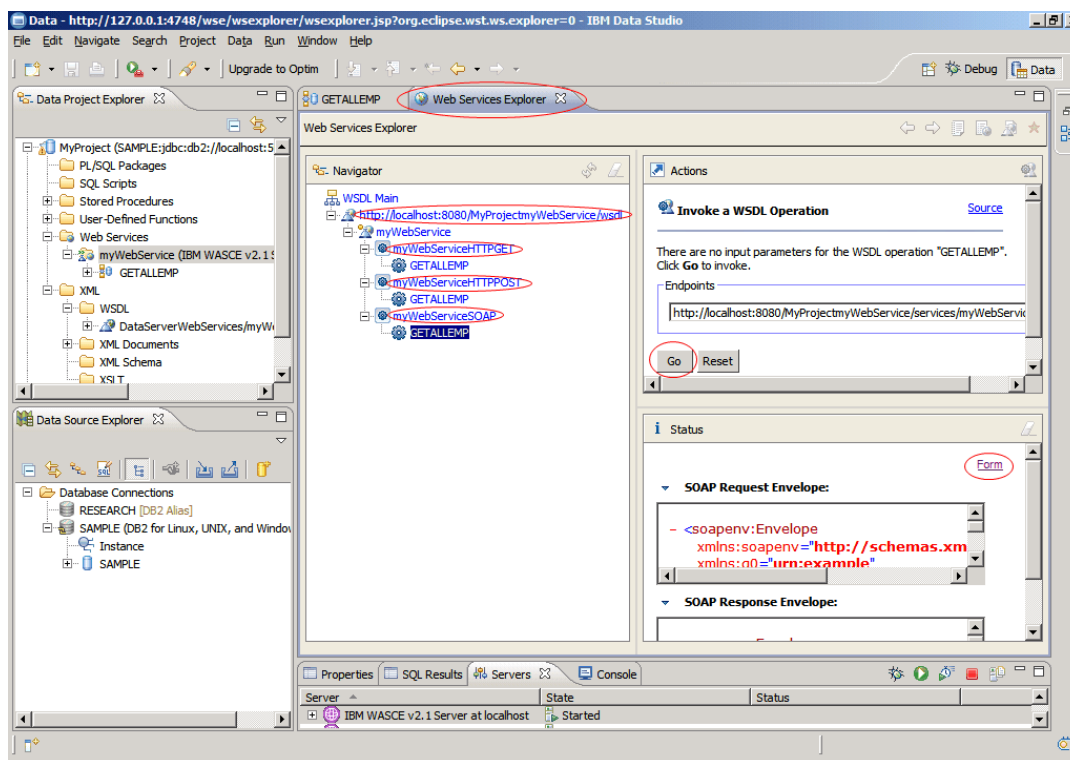 Data - http://127.0.0.1:4748/wse/wsexplorer/wsexplorer.jsp?org.eclipse.wst.ws.explorer=0 - IBM Data Studio
File Edit Navigate Search Project Data Run Window Help
Upgrade to Optim
Debug Data
Data Project Explorer
MyProject (SAMPLE:jdbc:db2://localhost:5
PL/SQL Packages
SQL Scripts
Stored Procedures
User-Defined Functions
Web Services
myWebService (IBM WASCE v2.1 S
GETALLEMP
XML
WSDL
DataServerWebServices/myW
XML Documents
XML Schema
XSLT
Data Source Explorer
Database Connections
RESEARCH [DB2 Alias]
SAMPLE (DB2 for Linux, UNIX, and Window
Instance
SAMPLE
GETALLEMP Web Services Explorer
Web Services Explorer
Navigator
WSDL Main
http://localhost:8080/MyProjectmyWebService/wsdl
myWebService
myWebServiceHTTPGET
GETALLEMP
myWebServiceHTTPPOST
GETALLEMP
myWebServiceSOAP
GETALLEMP
Actions
Invoke a WSDL Operation Source
There are no input parameters for the WSDL operation "GETALLEMP".
Click Go to invoke.
Endpoints
http://localhost:8080/MyProjectmyWebService/services/myWebServic
Go Reset
i Status
Form
SOAP Request Envelope:
- <soapenv:Envelope
xmlns:soapenv="http://schemas.xm
xmlns:q0="urn:example"
SOAP Response Envelope:
Properties SQL Results Servers Console
Server State Status
IBM WASCE v2.1 Server at localhost Started